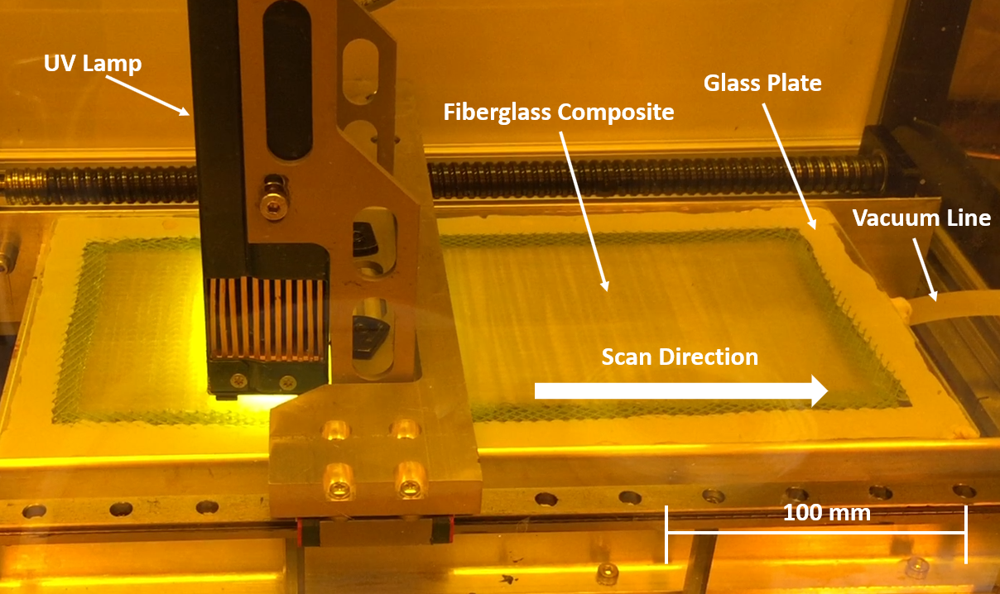 UV Lamp
Glass Plate
Fiberglass Composite
Vacuum Line
Scan Direction
100 mm